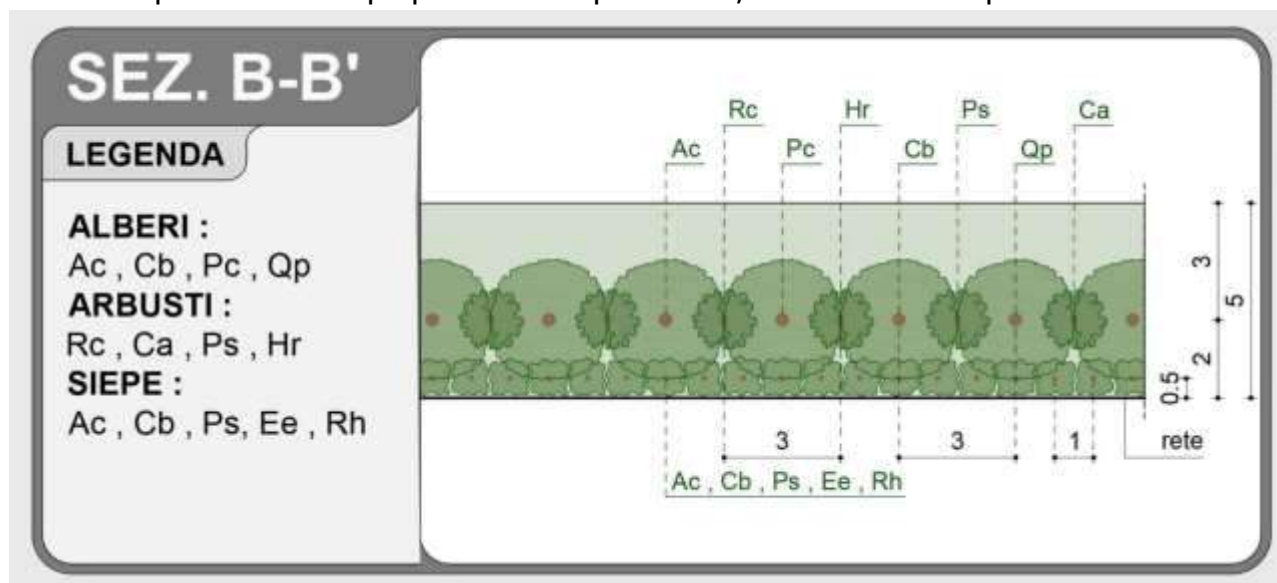 SEZ. B-B'
LEGENDA
ALBERI :
Ac , Cb , Pc , Qp
ARBUSTI :
Rc , Ca , Ps , Hr
SIEPE :
Ac , Cb , Ps, Ee , Rh
Rc Hr Ps Ca
Ac Pc Cb Qp
3
5
2
0.5
3 3 1 rete
Ac , Cb , Ps , Ee , Rh